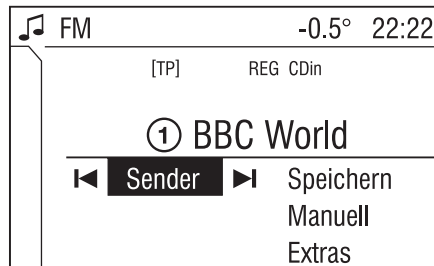 FM -0.5° 22:22
[TP] REG CDin
① BBC World
Sender Speichern
Manuell
Extras